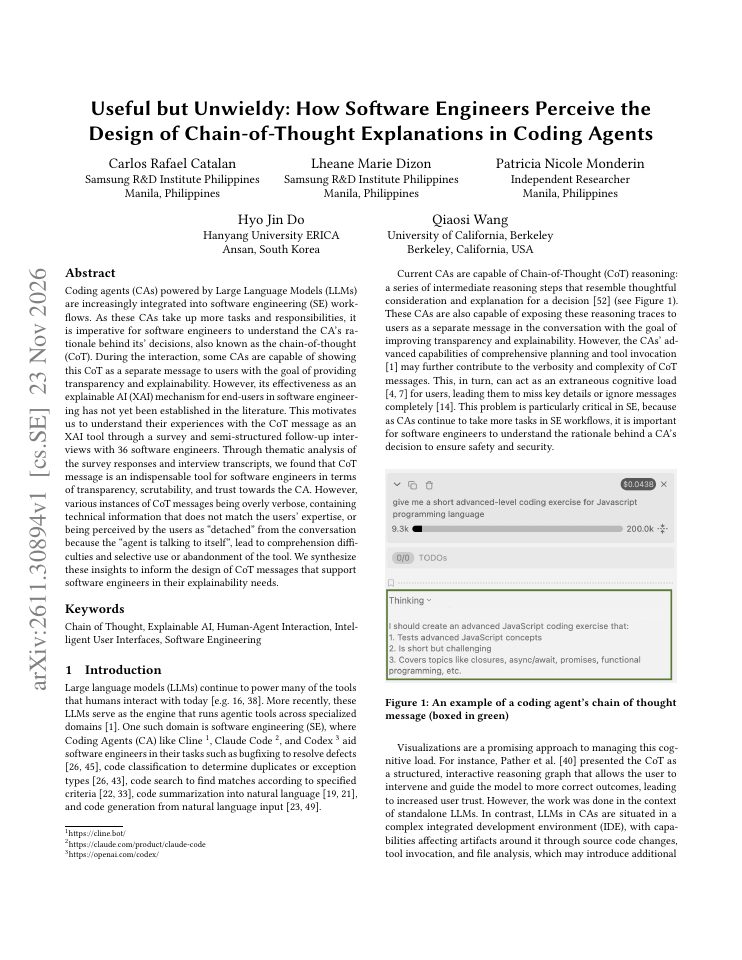 Useful but Unwieldy: How Software Engineers Perceive the
Design of Chain-of-Thought Explanations in Coding Agents
Carlos Rafael Catalan
Samsung R&D Institute Philippines
Manila, Philippines
Lheane Marie Dizon
Samsung R&D Institute Philippines
Manila, Philippines
Patricia Nicole Monderin
Independent Researcher
Manila, Philippines
Hyo Jin Do
Hanyang University ERICA
Ansan, South Korea
Qiaosi Wang
University of California, Berkeley
Berkeley, California, USA
arXiv:2611.30894v1 [cs.SE] 23 Nov 2026
Abstract
Coding agents (CAs) powered by Large Language Models (LLMs)
are increasingly integrated into software engineering (SE) work-
flows. As these CAs take up more tasks and responsibilities, it
is imperative for software engineers to understand the CA's ra-
tionale behind its' decisions, also known as the chain-of-thought
(CoT). During the interaction, some CAs are capable of showing
this CoT as a separate message to users with the goal of providing
transparency and explainability. However, its effectiveness as an
explainable AI (XAI) mechanism for end-users in software engineer-
ing has not yet been established in the literature. This motivates
us to understand their experiences with the CoT message as an
XAI tool through a survey and semi-structured follow-up inter-
views with 36 software engineers. Through thematic analysis of
the survey responses and interview transcripts, we found that CoT
message is an indispensable tool for software engineers in terms
of transparency, scrutability, and trust towards the CA. However,
various instances of CoT messages being overly verbose, containing
technical information that does not match the users' expertise, or
being perceived by the users as "detached" from the conversation
because the "agent is talking to itself", lead to comprehension diffi-
culties and selective use or abandonment of the tool. We synthesize
these insights to inform the design of CoT messages that support
software engineers in their explainability needs.
Keywords
Chain of Thought, Explainable AI, Human-Agent Interaction, Intel-
ligent User Interfaces, Software Engineering
1 Introduction
Large language models (LLMs) continue to power many of the tools
that humans interact with today [e.g. 16, 38]. More recently, these
LLMs serve as the engine that runs agentic tools across specialized
domains [1]. One such domain is software engineering (SE), where
Coding Agents (CA) like Cline 1, Claude Code 2, and Codex 3 aid
software engineers in their tasks such as bugfixing to resolve defects
[26, 45], code classification to determine duplicates or exception
types [26, 43], code search to find matches according to specified
criteria [22, 33], code summarization into natural language [19, 21],
and code generation from natural language input [23, 49].
1https://cline.bot/
2https://claude.com/product/claude-code
3https://openai.com/codex/
Current CAs are capable of Chain-of-Thought (CoT) reasoning:
a series of intermediate reasoning steps that resemble thoughtful
consideration and explanation for a decision [52] (see Figure 1).
These CAs are also capable of exposing these reasoning traces to
users as a separate message in the conversation with the goal of
improving transparency and explainability. However, the CAs' ad-
vanced capabilities of comprehensive planning and tool invocation
[1] may further contribute to the verbosity and complexity of CoT
messages. This, in turn, can act as an extraneous cognitive load
[4, 7] for users, leading them to miss key details or ignore messages
completely [14]. This problem is particularly critical in SE, because
as CAs continue to take more tasks in SE workflows, it is important
for software engineers to understand the rationale behind a CA's
decision to ensure safety and security.
$0.0438
give me a short advanced-level coding exercise for Javascript
programming language
9.3k 200.0k
0/0 TODOs
Thinking
I should create an advanced JavaScript coding exercise that:
1. Tests advanced JavaScript concepts
2. Is short but challenging
3. Covers topics like closures, async/await, promises, functional
programming, etc.
Figure 1: An example of a coding agent's chain of thought
message (boxed in green)
Visualizations are a promising approach to managing this cog-
nitive load. For instance, Pather et al. [40] presented the CoT as
a structured, interactive reasoning graph that allows the user to
intervene and guide the model to more correct outcomes, leading
to increased user trust. However, the work was done in the context
of standalone LLMs. In contrast, LLMs in CAs are situated in a
complex integrated development environment (IDE), with capa-
bilities affecting artifacts around it through source code changes,
tool invocation, and file analysis, which may introduce additional